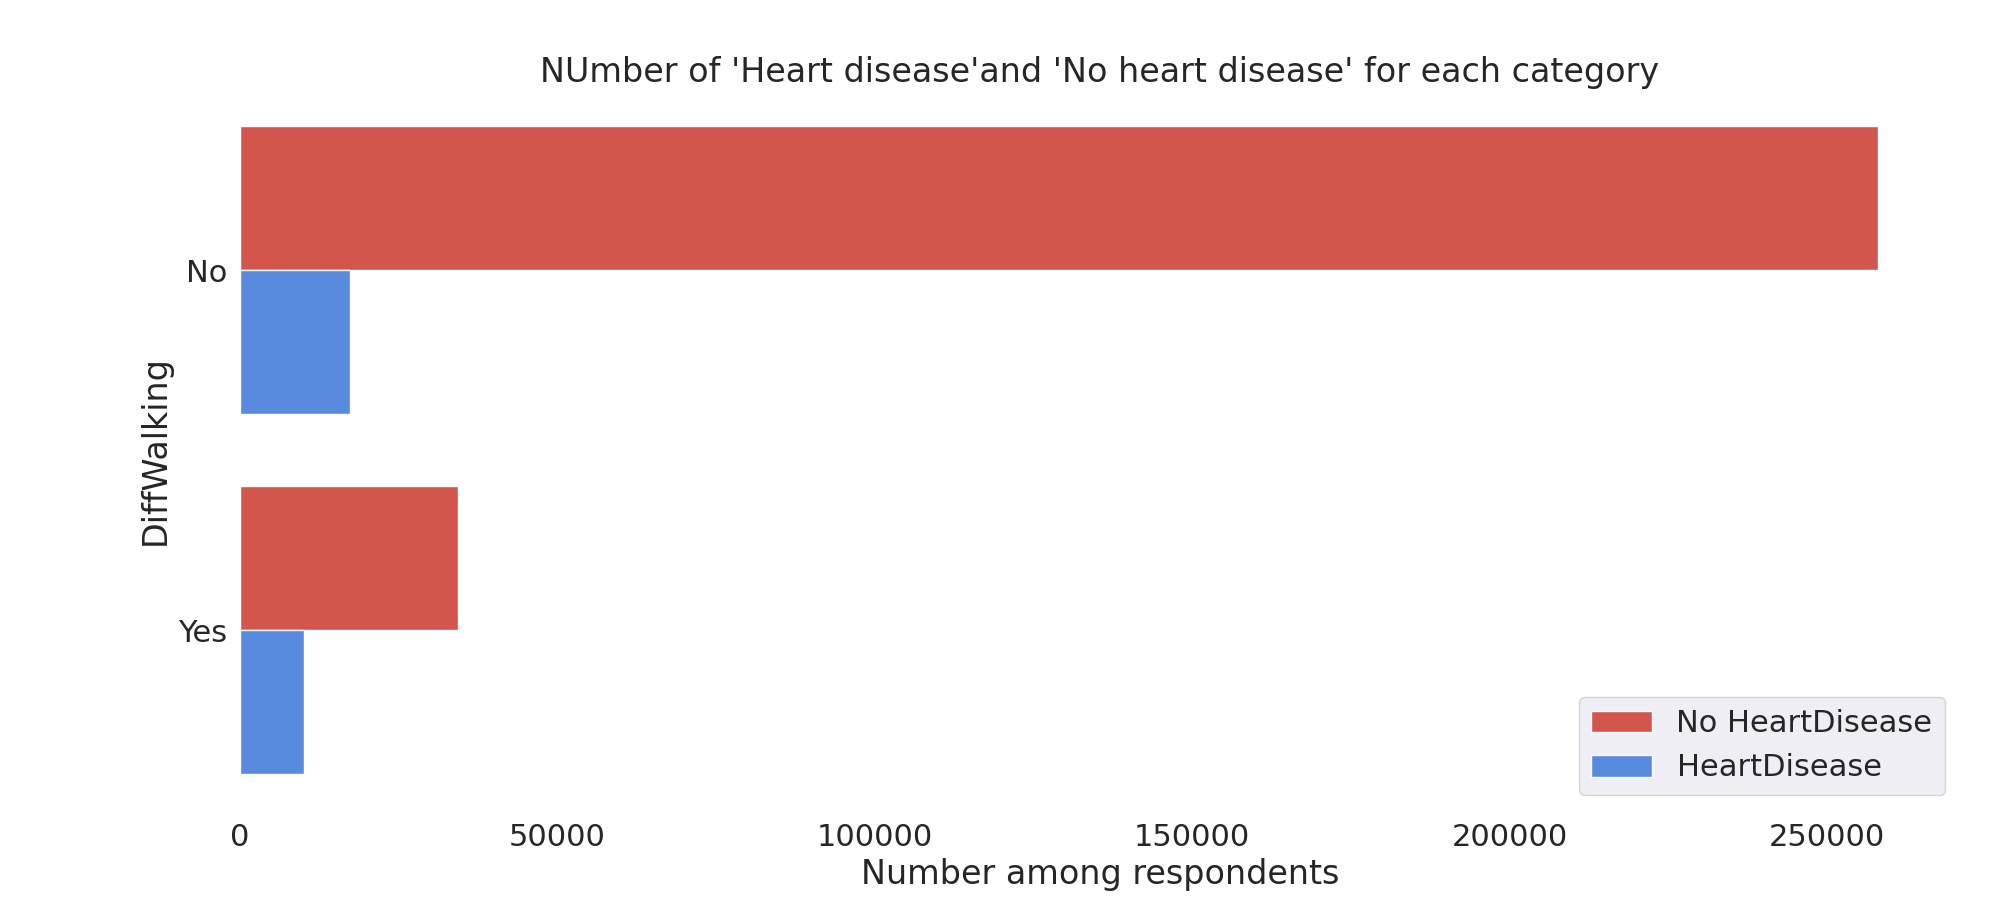 NUmber of 'Heart disease'and 'No heart disease' for each category
No
Yes
DiffWalking
No HeartDisease
HeartDisease
0 50000 100000 150000 200000 250000
Number among respondents